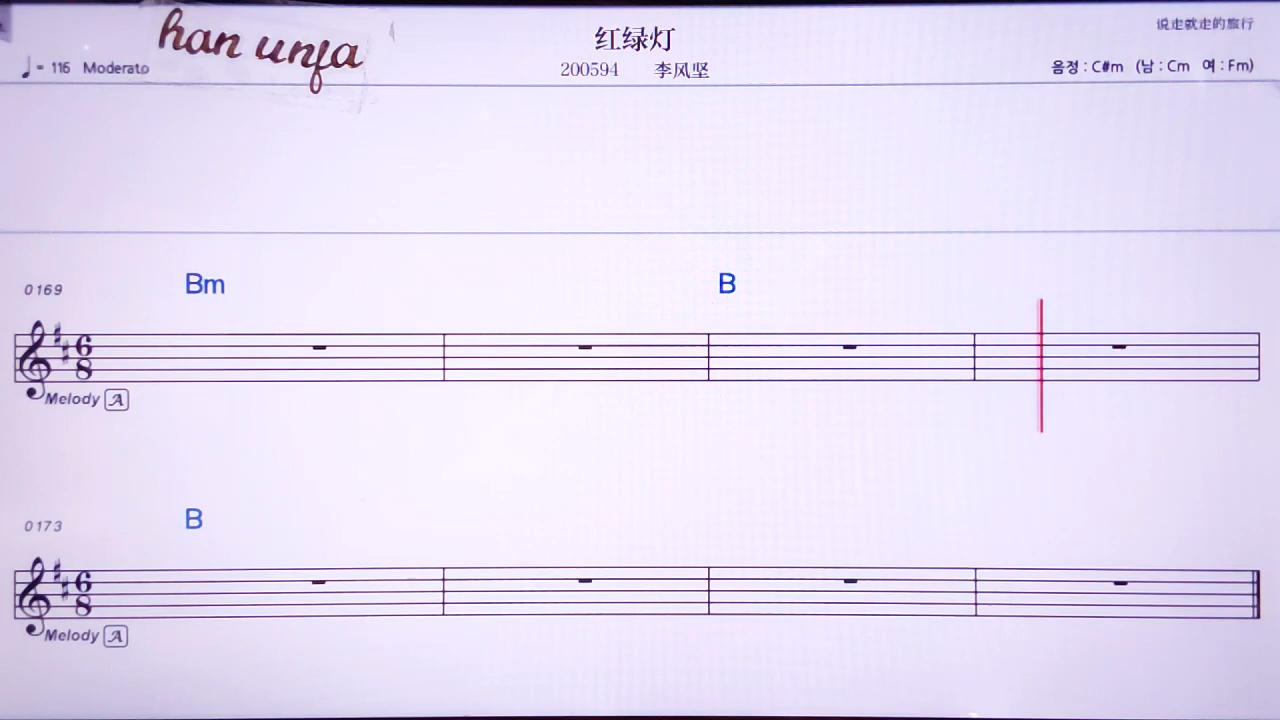 han unfa
红绿灯
说走就走的旅行
♩= 116 Moderato
200594 李风坚
음정 : C#m (남 : Cm 여 : Fm)
0169 Bm B
6
8
Melody A
0173 B
6
8
Melody A